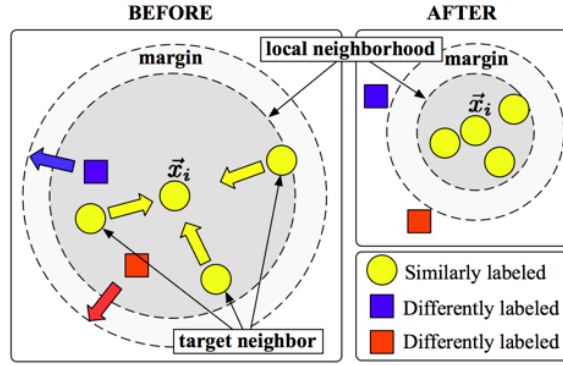 BEFORE
AFTER
local neighborhood
margin
margin
x⃗i
x⃗i
target neighbor
Similarly labeled
Differently labeled
Differently labeled